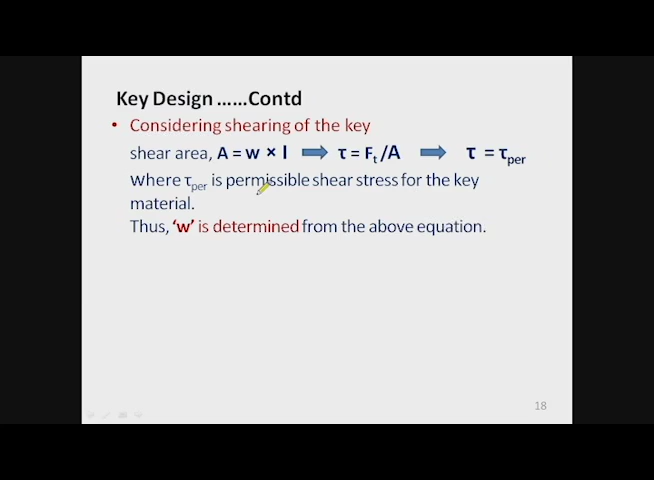 Key Design ......Contd
• Considering shearing of the key
shear area, A = w × l ➡ τ = Fₜ/A ➡ τ = τₚₑᵣ
Where τₚₑᵣ is permissible shear stress for the key
material.
Thus, ‘w’ is determined from the above equation.
18